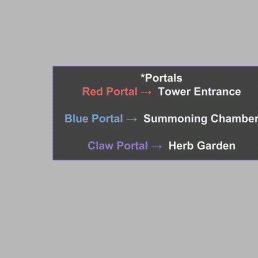 *Portals
Red Portal → Tower Entrance
Blue Portal → Summoning Chamber
Claw Portal → Herb Garden